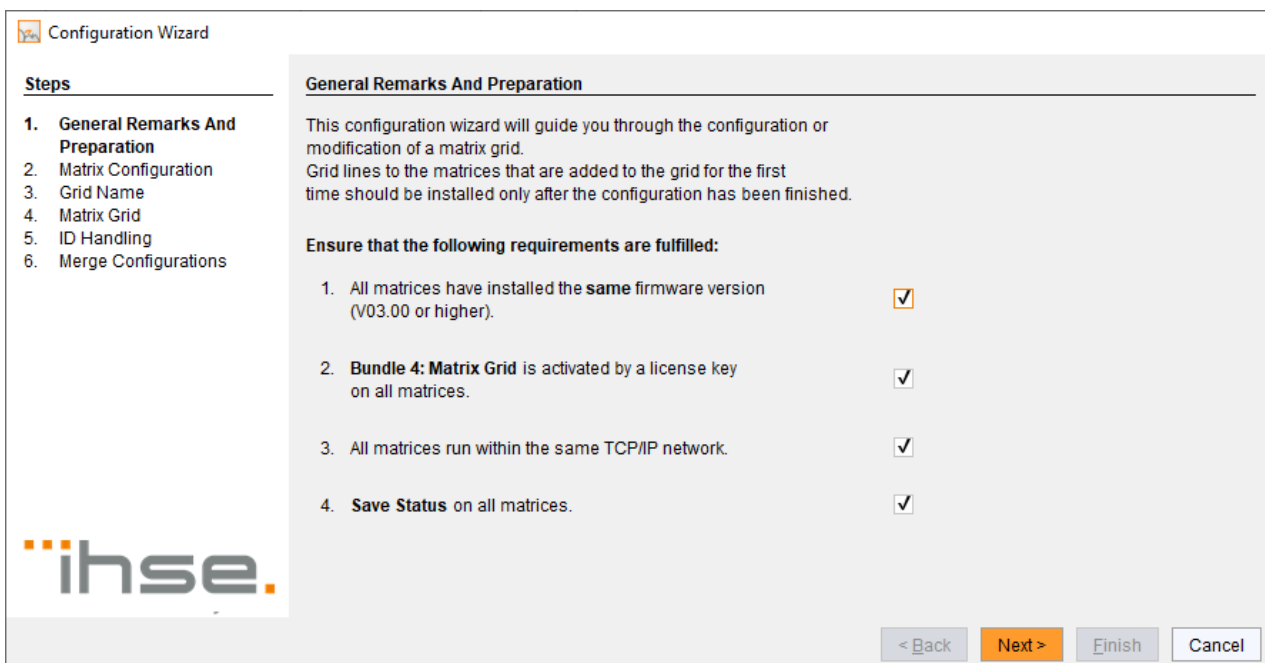 Configuration Wizard
Steps
1. General Remarks And
Preparation
2. Matrix Configuration
3. Grid Name
4. Matrix Grid
5. ID Handling
6. Merge Configurations
General Remarks And Preparation
This configuration wizard will guide you through the configuration or
modification of a matrix grid.
Grid lines to the matrices that are added to the grid for the first
time should be installed only after the configuration has been finished.
Ensure that the following requirements are fulfilled:
1. All matrices have installed the same firmware version
(V03.00 or higher).
2. Bundle 4: Matrix Grid is activated by a license key
on all matrices.
3. All matrices run within the same TCP/IP network.
4. Save Status on all matrices.
ihse.
< Back Next > Finish Cancel